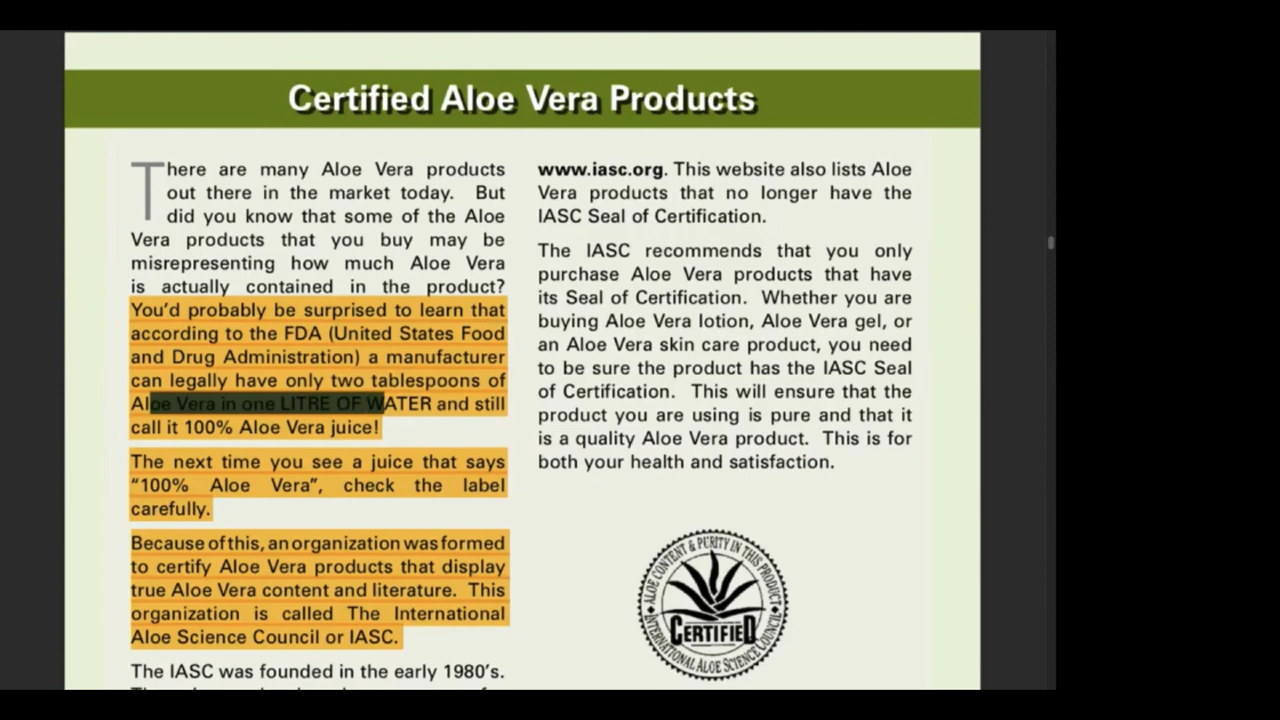 Certified Aloe Vera Products
There are many Aloe Vera products
out there in the market today. But
did you know that some of the Aloe
Vera products that you buy may be
misrepresenting how much Aloe Vera
is actually contained in the product?
You'd probably be surprised to learn that
according to the FDA (United States Food
and Drug Administration) a manufacturer
can legally have only two tablespoons of
Aloe Vera in one LITRE OF WATER and still
call it 100% Aloe Vera juice!
The next time you see a juice that says
"100% Aloe Vera", check the label
carefully.
Because of this, an organization was formed
to certify Aloe Vera products that display
true Aloe Vera content and literature. This
organization is called The International
Aloe Science Council or IASC.
The IASC was founded in the early 1980's.
www.iasc.org. This website also lists Aloe
Vera products that no longer have the
IASC Seal of Certification.
The IASC recommends that you only
purchase Aloe Vera products that have
its Seal of Certification. Whether you are
buying Aloe Vera lotion, Aloe Vera gel, or
an Aloe Vera skin care product, you need
to be sure the product has the IASC Seal
of Certification. This will ensure that the
product you are using is pure and that it
is a quality Aloe Vera product. This is for
both your health and satisfaction.
ALOE CONTENT & PURITY IN THIS PRODUCT
CERTIFIED
INTERNATIONAL ALOE SCIENCE COUNCIL